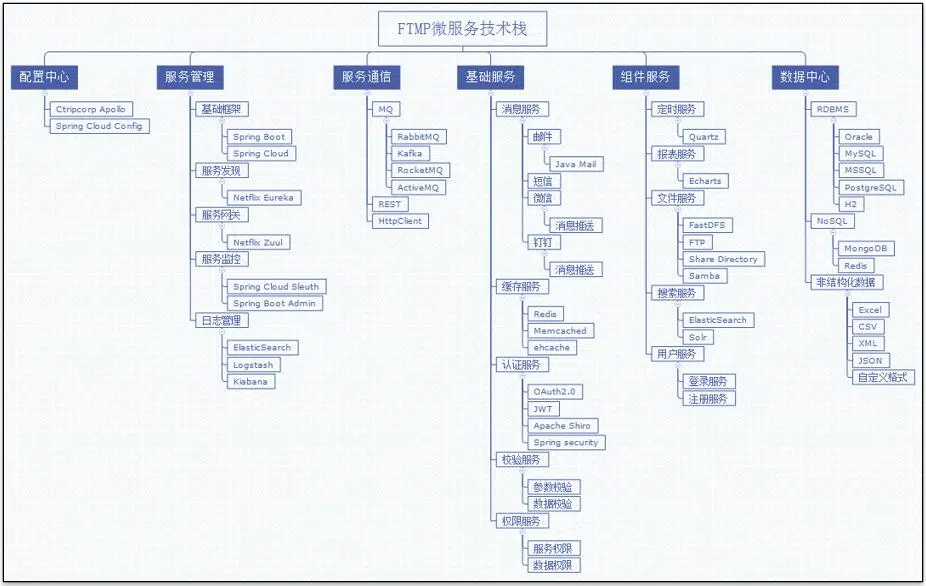 FTMP微服务技术栈
配置中心
Ctripcorp Apollo
Spring Cloud Config
服务管理
基础框架
Spring Boot
Spring Cloud
服务发现
Netflix Eureka
服务网关
Netflix Zuul
服务监控
Spring Cloud Sleuth
Spring Boot Admin
日志管理
ElasticSearch
Logstash
Kiabana
服务通信
MQ
RabbitMQ
Kafka
RocketMQ
ActiveMQ
REST
HttpClient
基础服务
消息服务
邮件
Java Mail
短信
微信
消息推送
钉钉
消息推送
缓存服务
Redis
Memcached
ehcache
认证服务
OAuth2.0
JWT
Apache Shiro
Spring security
校验服务
参数校验
数据校验
权限服务
服务权限
数据权限
组件服务
定时服务
Quartz
报表服务
Echarts
文件服务
FastDFS
FTP
Share Directory
Samba
搜索服务
ElasticSearch
Solr
用户服务
登录服务
注册服务
数据中心
RDBMS
Oracle
MySQL
MSSQL
PostgreSQL
H2
NoSQL
MongoDB
Redis
非结构化数据
Excel
CSV
XML
JSON
自定义格式